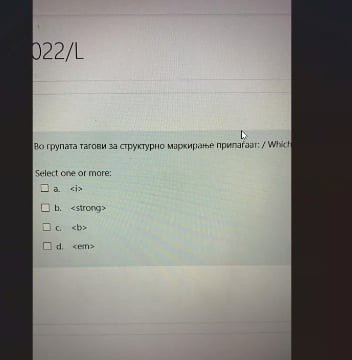 022/L
Во групата тагови за структурно маркирање припаѓаат: / Which
Select one or more:
a. <i>
b. <strong>
c. <b>
d. <em>